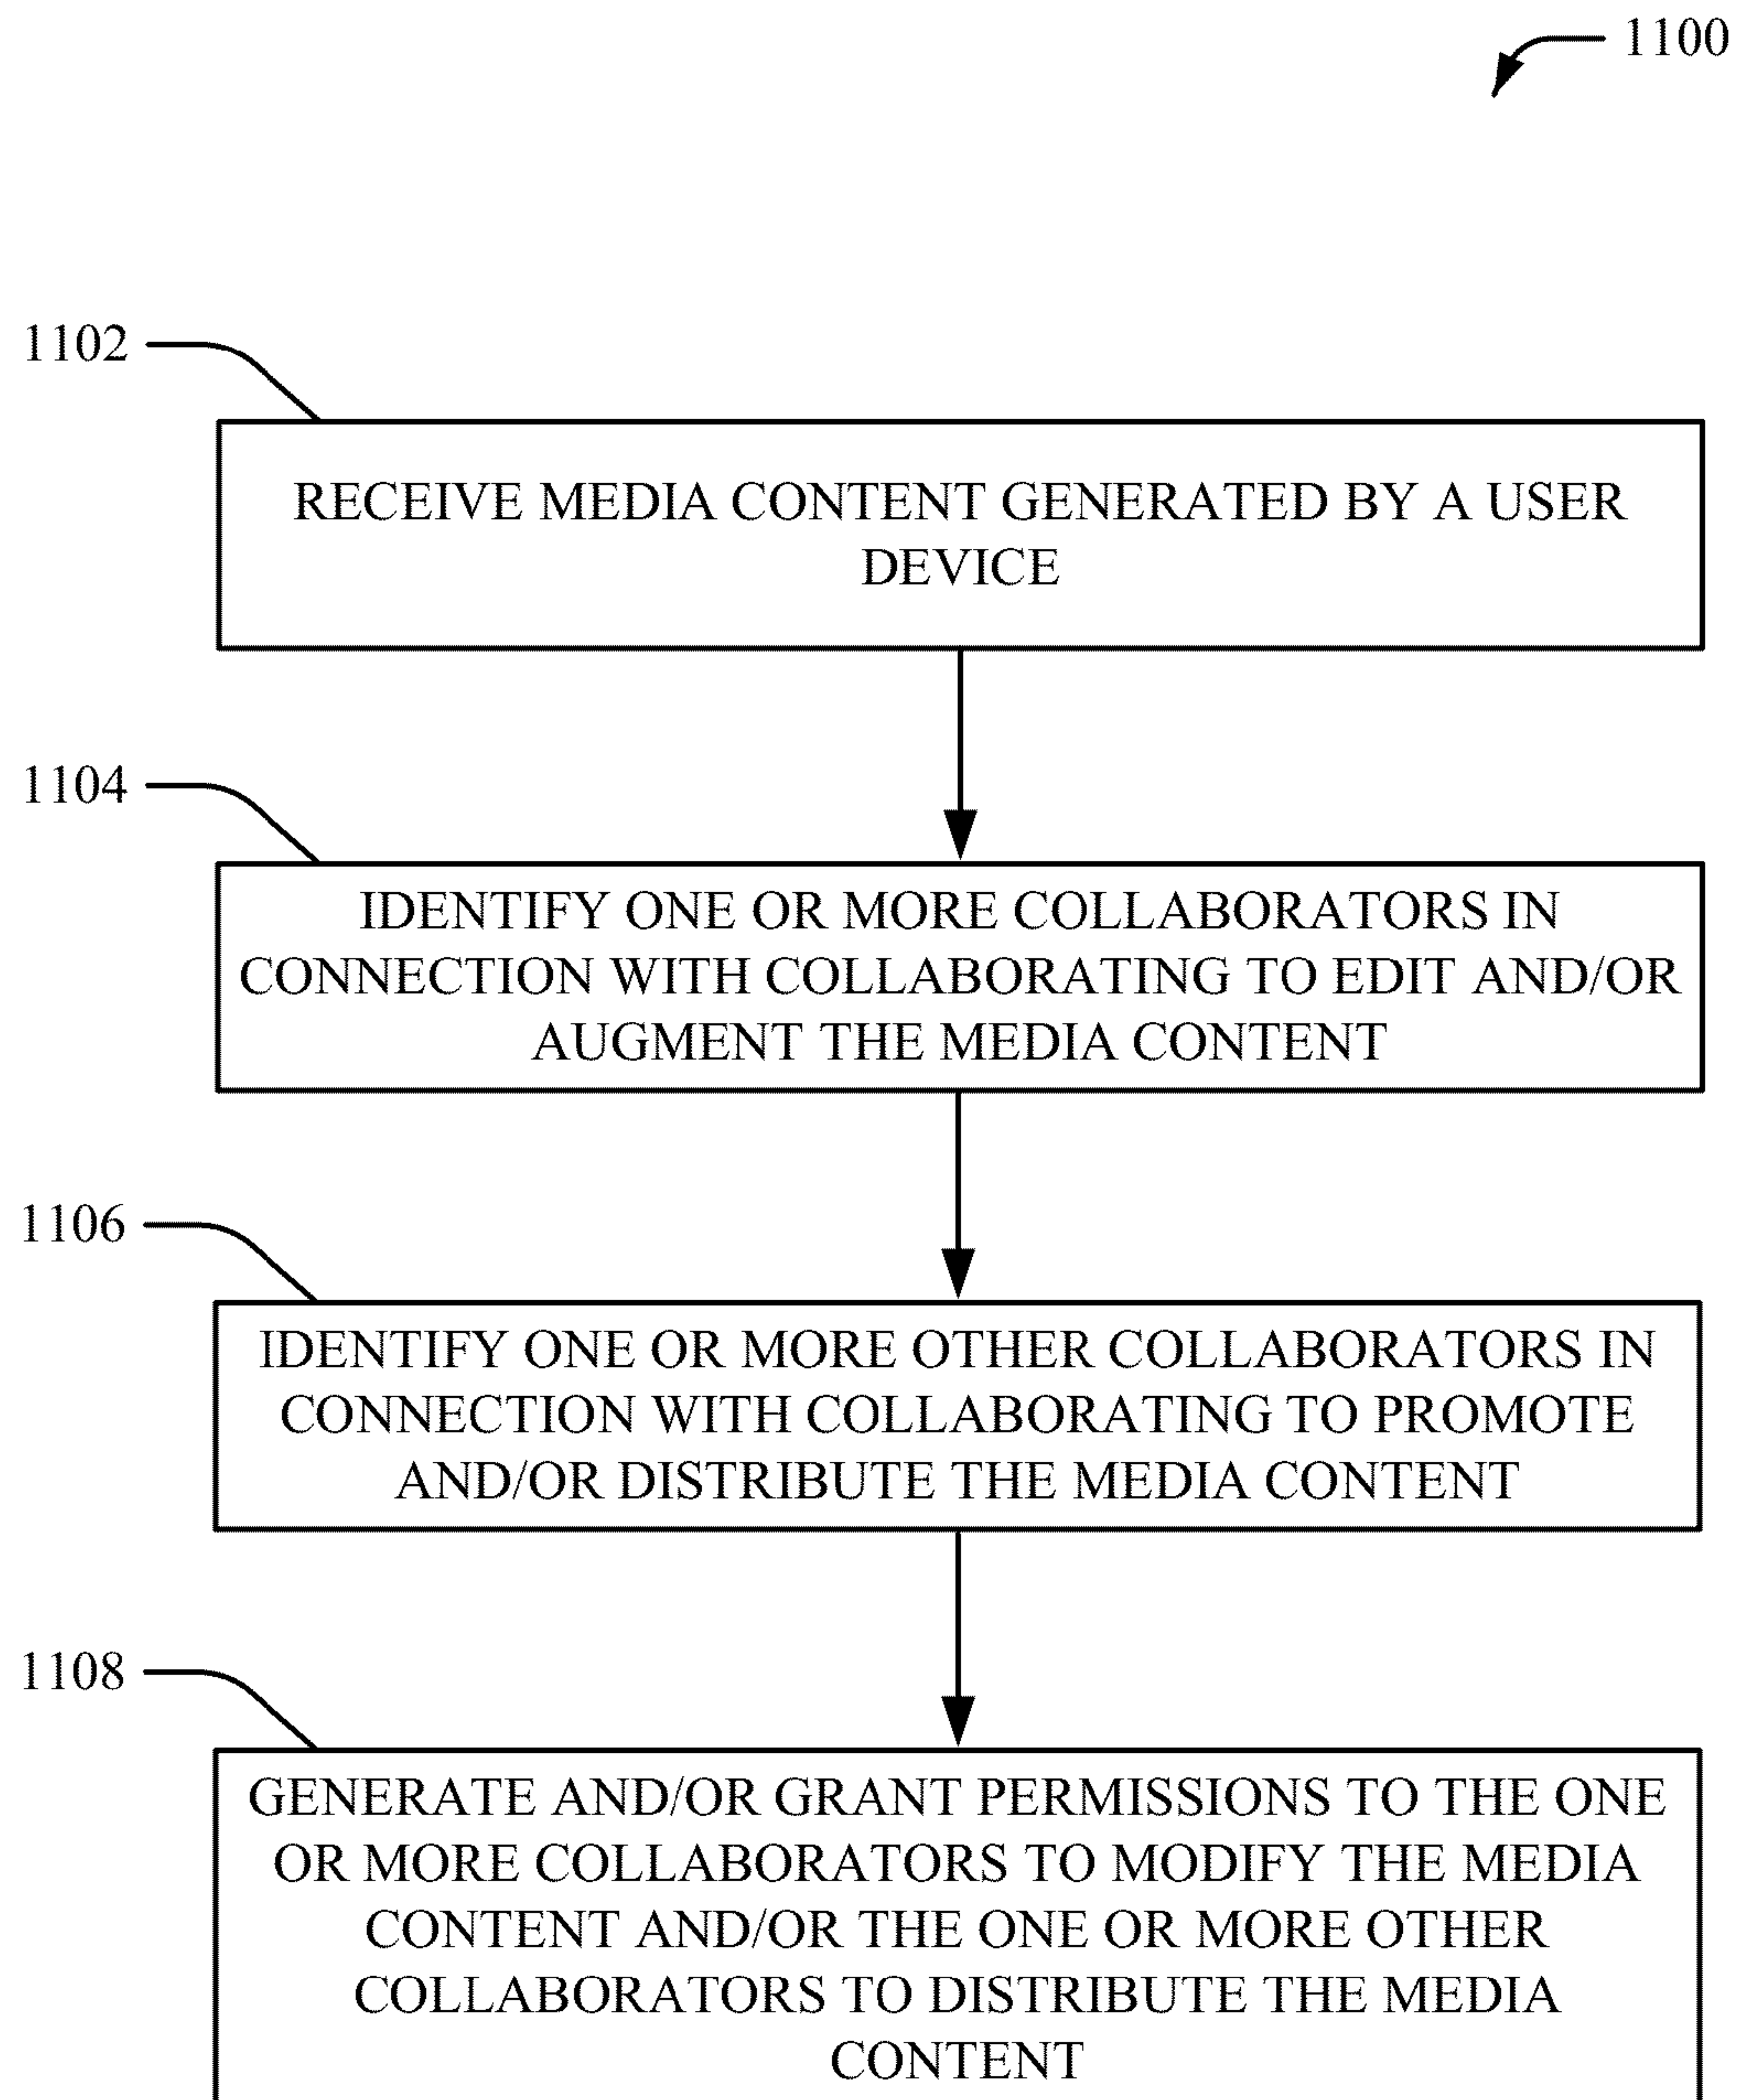 1100
1102
RECEIVE MEDIA CONTENT GENERATED BY A USER
DEVICE
1104
IDENTIFY ONE OR MORE COLLABORATORS IN
CONNECTION WITH COLLABORATING TO EDIT AND/OR
AUGMENT THE MEDIA CONTENT
1106
IDENTIFY ONE OR MORE OTHER COLLABORATORS IN
CONNECTION WITH COLLABORATING TO PROMOTE
AND/OR DISTRIBUTE THE MEDIA CONTENT
1108
GENERATE AND/OR GRANT PERMISSIONS TO THE ONE
OR MORE COLLABORATORS TO MODIFY THE MEDIA
CONTENT AND/OR THE ONE OR MORE OTHER
COLLABORATORS TO DISTRIBUTE THE MEDIA
CONTENT